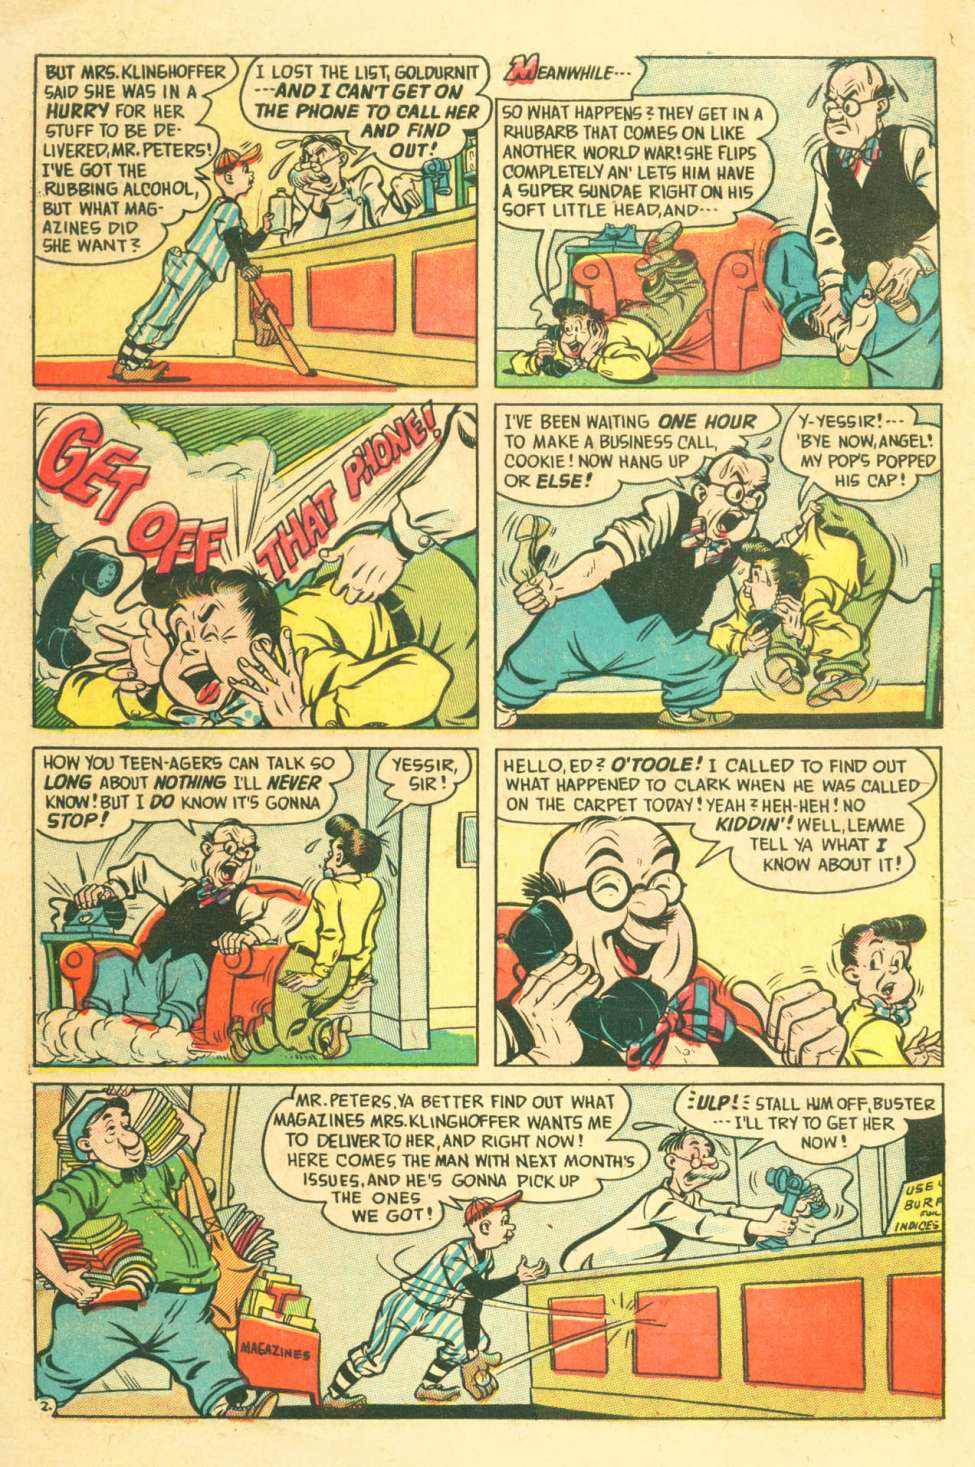 BUT MRS. KLINGHOFFER
SAID SHE WAS IN A
HURRY FOR HER
STUFF TO BE DE-
LIVERED, MR. PETERS!
I'VE GOT THE
RUBBING ALCOHOL,
BUT WHAT MAG-
AZINES DID
SHE WANT?
I LOST THE LIST, GOLDURNIT
---AND I CAN'T GET ON
THE PHONE TO CALL HER
AND FIND
OUT!
MEANWHILE---
SO WHAT HAPPENS? THEY GET IN A
RHUBARB THAT COMES ON LIKE
ANOTHER WORLD WAR! SHE FLIPS
COMPLETELY AN' LETS HIM HAVE
A SUPER SUNDAE RIGHT ON HIS
SOFT LITTLE HEAD, AND---
GET OFF THAT PHONE!
I'VE BEEN WAITING ONE HOUR
TO MAKE A BUSINESS CALL,
COOKIE! NOW HANG UP
OR ELSE!
Y-YESSIR!---
'BYE NOW, ANGEL!
MY POP'S POPPED
HIS CAP!
HOW YOU TEEN-AGERS CAN TALK SO
LONG ABOUT NOTHING I'LL NEVER
KNOW! BUT I DO KNOW IT'S GONNA
STOP!
YESSIR,
SIR!
HELLO, ED? O'TOOLE! I CALLED TO FIND OUT
WHAT HAPPENED TO CLARK WHEN HE WAS CALLED
ON THE CARPET TODAY! YEAH? HEH-HEH! NO
KIDDIN'! WELL, LEMME
TELL YA WHAT I
KNOW ABOUT IT!
MR. PETERS, YA BETTER FIND OUT WHAT
MAGAZINES MRS. KLINGHOFFER WANTS ME
TO DELIVER TO HER, AND RIGHT NOW!
HERE COMES THE MAN WITH NEXT MONTH'S
ISSUES, AND HE'S GONNA PICK UP
THE ONES
WE GOT!
ULP! STALL HIM OFF, BUSTER
---I'LL TRY TO GET HER
NOW!
USE
BURP
FOR
INDIGES
MAGAZINES
2.